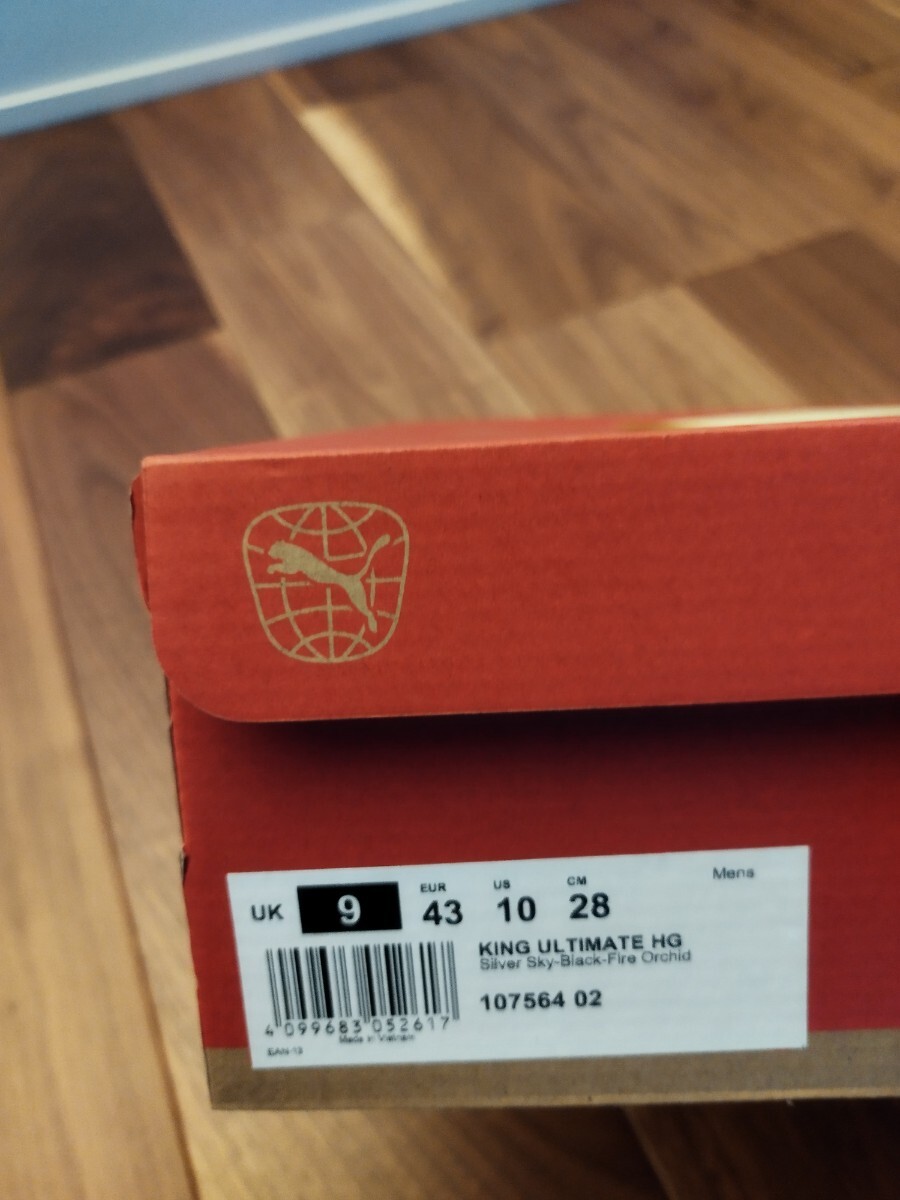 Mens
UK 9 EUR 43 US 10 CM 28
KING ULTIMATE HG
Silver Sky-Black-Fire Orchid
107564 02
4 099683 052617
Made in Vietnam
EAN-13